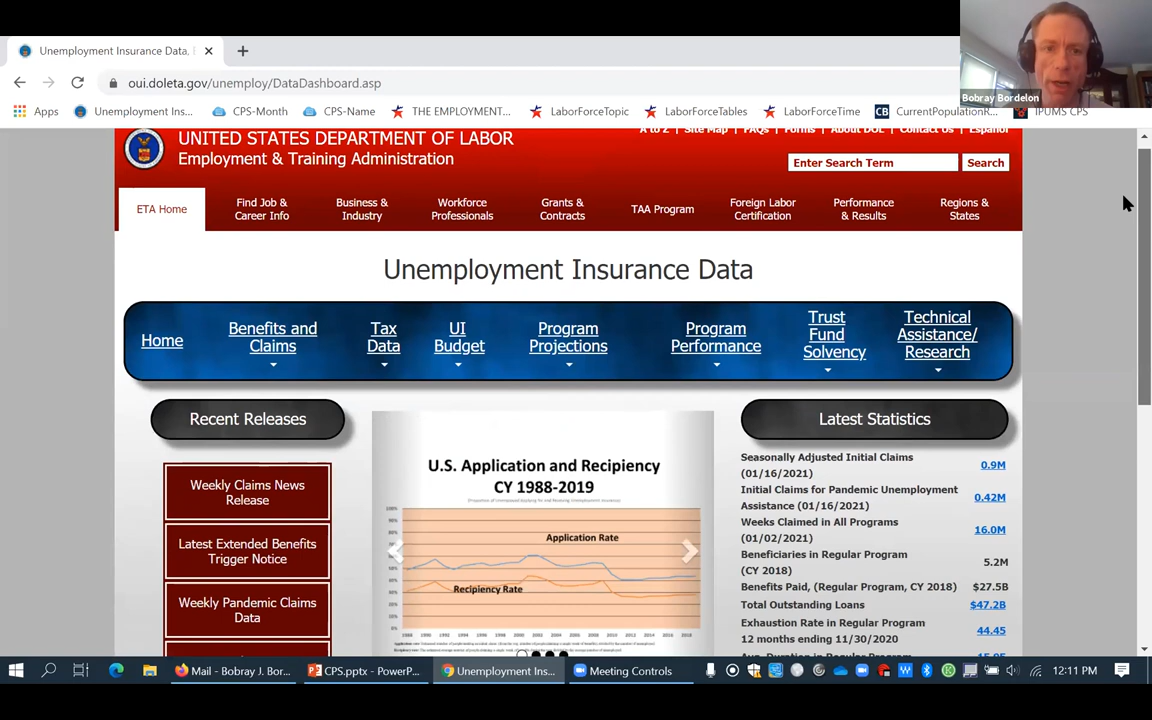 Unemployment Insurance Data,
oui.doleta.gov/unemploy/DataDashboard.asp
Bobray Bordelon
Apps
Unemployment Ins...
CPS-Month
CPS-Name
THE EMPLOYMENT...
LaborForceTopic
LaborForceTables
LaborForceTime
CB
CurrentPopulationR...
IPUMS CPS
UNITED STATES DEPARTMENT OF LABOR
Employment & Training Administration
A to Z | Site Map | FAQs | Forms | About DOL | Contact Us | Español
Enter Search Term
Search
ETA Home
Find Job &
Career Info
Business &
Industry
Workforce
Professionals
Grants &
Contracts
TAA Program
Foreign Labor
Certification
Performance
& Results
Regions &
States
Unemployment Insurance Data
Home
Benefits and
Claims
Tax
Data
UI
Budget
Program
Projections
Program
Performance
Trust
Fund
Solvency
Technical
Assistance/
Research
Recent Releases
Weekly Claims News
Release
Latest Extended Benefits
Trigger Notice
Weekly Pandemic Claims
Data
U.S. Application and Recipiency
CY 1988-2019
Application Rate
Recipiency Rate
Latest Statistics
Seasonally Adjusted Initial Claims
(01/16/2021)
0.9M
Initial Claims for Pandemic Unemployment
Assistance (01/16/2021)
0.42M
Weeks Claimed in All Programs
(01/02/2021)
16.0M
Beneficiaries in Regular Program
(CY 2018)
5.2M
Benefits Paid, (Regular Program, CY 2018)
$27.5B
Total Outstanding Loans
$47.2B
Exhaustion Rate in Regular Program
12 months ending 11/30/2020
44.45
Mail - Bobray J. Bor...
CPS.pptx - PowerP...
Unemployment Ins...
Meeting Controls
12:11 PM